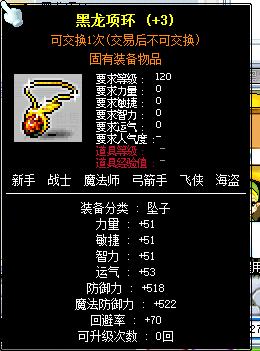 黑龙项环 (+3)
可交换1次(交易后不可交换)
固有装备物品
要求等级: 120
要求力量: 0
要求敏捷: 0
要求智力: 0
要求运气: 0
要求人气度: -
道具等级: -
道具经验值: -
新手 战士 魔法师 弓箭手 飞侠 海盗
装备分类: 坠子
力量: +51
敏捷: +51
智力: +51
运气: +53
防御力: +518
魔法防御力: +522
回避率: +70
可升级次数: 0回